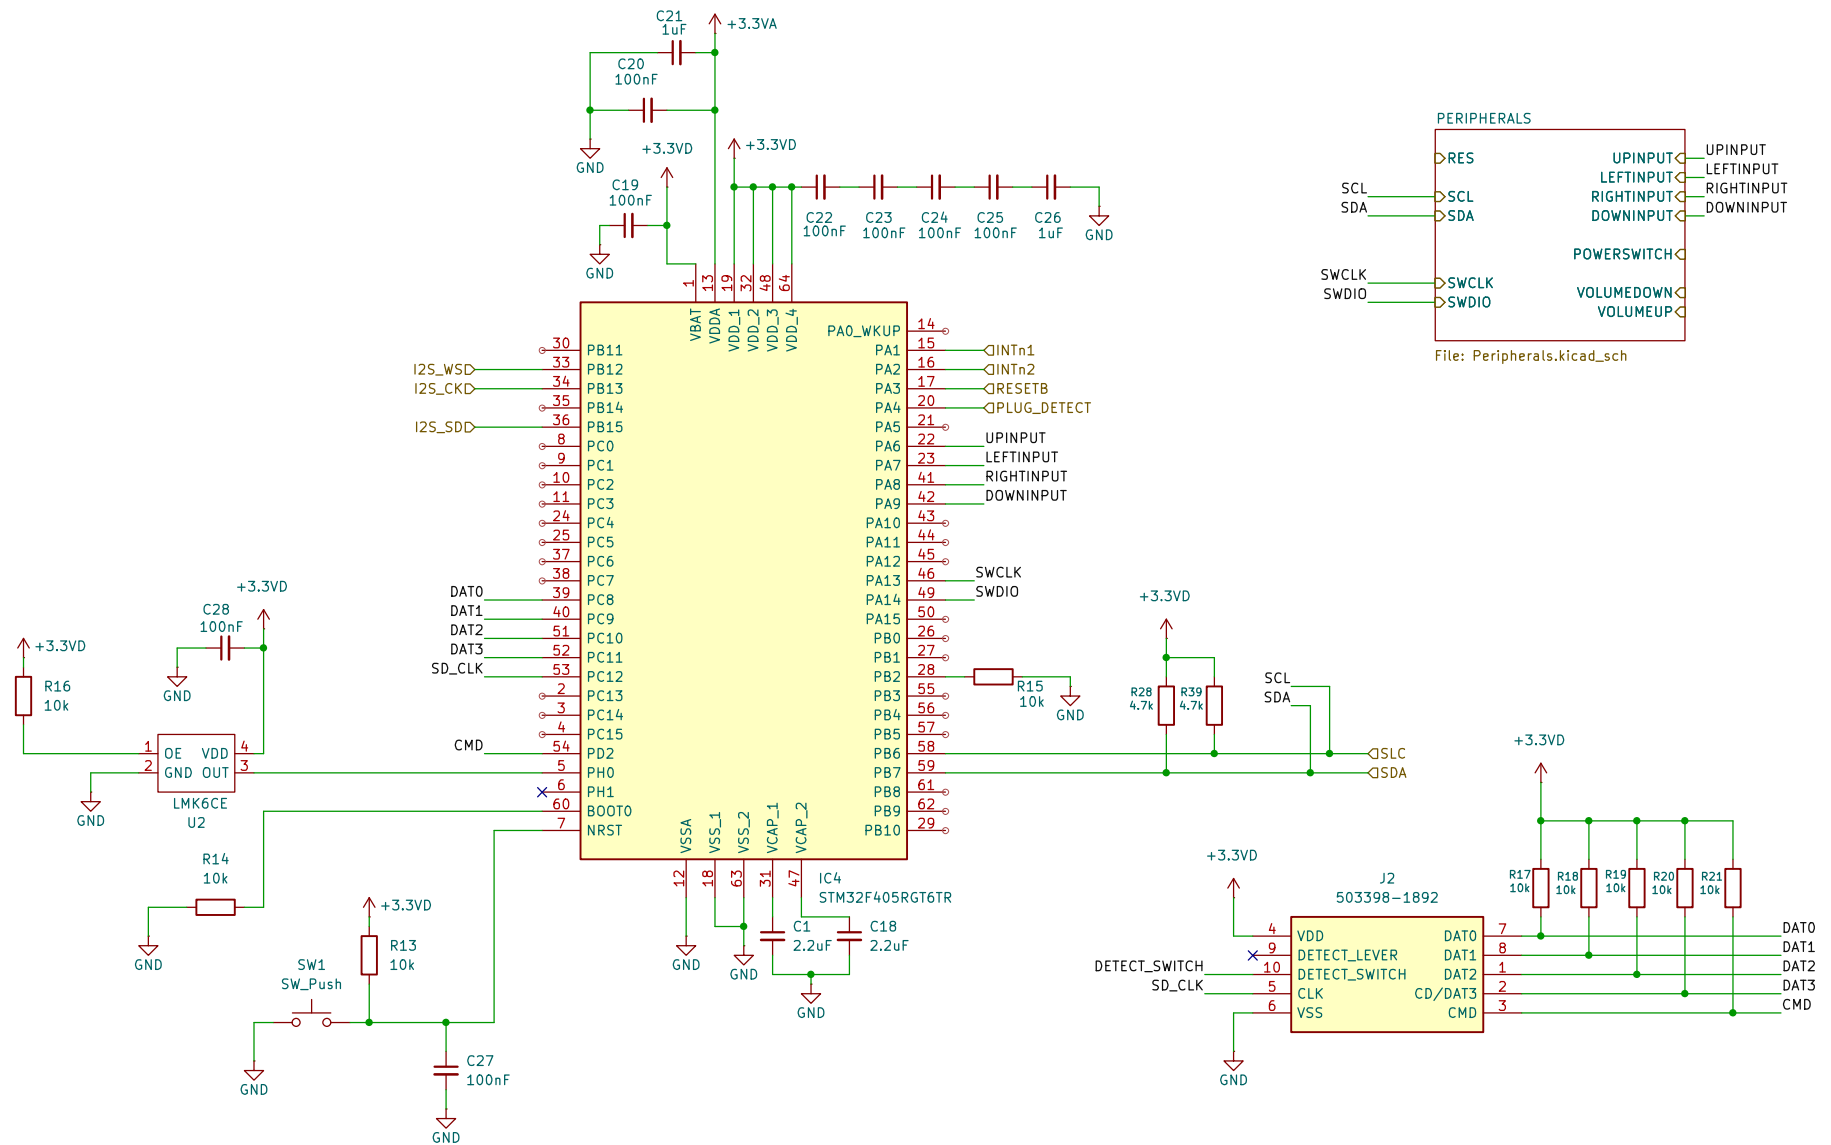 C21
1uF
+3.3VA
C20
100nF
GND
+3.3VD
C19
100nF
GND
+3.3VD
C22
100nF
C23
100nF
C24
100nF
C25
100nF
C26
1uF
GND
PERIPHERALS
RES
SCL
SCL
SDA
SDA
SWCLK
SWCLK
SWDIO
SWDIO
UPINPUT
UPINPUT
LEFTINPUT
LEFTINPUT
RIGHTINPUT
RIGHTINPUT
DOWNINPUT
DOWNINPUT
POWERSWITCH
VOLUMEDOWN
VOLUMEUP
File: Peripherals.kicad_sch
1
13
19
32
48
64
VBAT
VDDA
VDD_1
VDD_2
VDD_3
VDD_4
30 PB11
I2S_WS 33 PB12
I2S_CK 34 PB13
35 PB14
I2S_SD 36 PB15
8 PC0
9 PC1
10 PC2
11 PC3
24 PC4
25 PC5
37 PC6
38 PC7
DAT0 39 PC8
DAT1 40 PC9
DAT2 51 PC10
DAT3 52 PC11
SD_CLK 53 PC12
2 PC13
3 PC14
4 PC15
CMD 54 PD2
5 PH0
6 PH1
60 BOOT0
7 NRST
PA0_WKUP 14
PA1 15 INTn1
PA2 16 INTn2
PA3 17 RESETB
PA4 20 PLUG_DETECT
PA5 21
PA6 22 UPINPUT
PA7 23 LEFTINPUT
PA8 41 RIGHTINPUT
PA9 42 DOWNINPUT
PA10 43
PA11 44
PA12 45
PA13 46 SWCLK
PA14 49 SWDIO
PA15 50
PB0 26
PB1 27
PB2 28
PB3 55
PB4 56
PB5 57
PB6 58 SLC
PB7 59 SDA
PB8 61
PB9 62
PB10 29
VSSA
VSS_1
VSS_2
VCAP_1
VCAP_2
12
18
63
31
47
IC4
STM32F405RGT6TR
GND
GND
C1
2.2uF
C18
2.2uF
GND
R15
10k
GND
+3.3VD
R28
4.7k
R39
4.7k
SCL
SDA
+3.3VD
C28
100nF
GND
+3.3VD
R16
10k
1 OE
2 GND
VDD 4
OUT 3
LMK6CE
U2
GND
R14
10k
GND
+3.3VD
R13
10k
SW1
SW_Push
GND
C27
100nF
GND
+3.3VD
R17
10k
R18
10k
R19
10k
R20
10k
R21
10k
+3.3VD
J2
503398-1892
4 VDD
9 DETECT_LEVER
DETECT_SWITCH 10 DETECT_SWITCH
SD_CLK 5 CLK
6 VSS
DAT0 7 DAT0
DAT1 8 DAT1
DAT2 1 DAT2
CD/DAT3 2 DAT3
CMD 3 CMD
GND